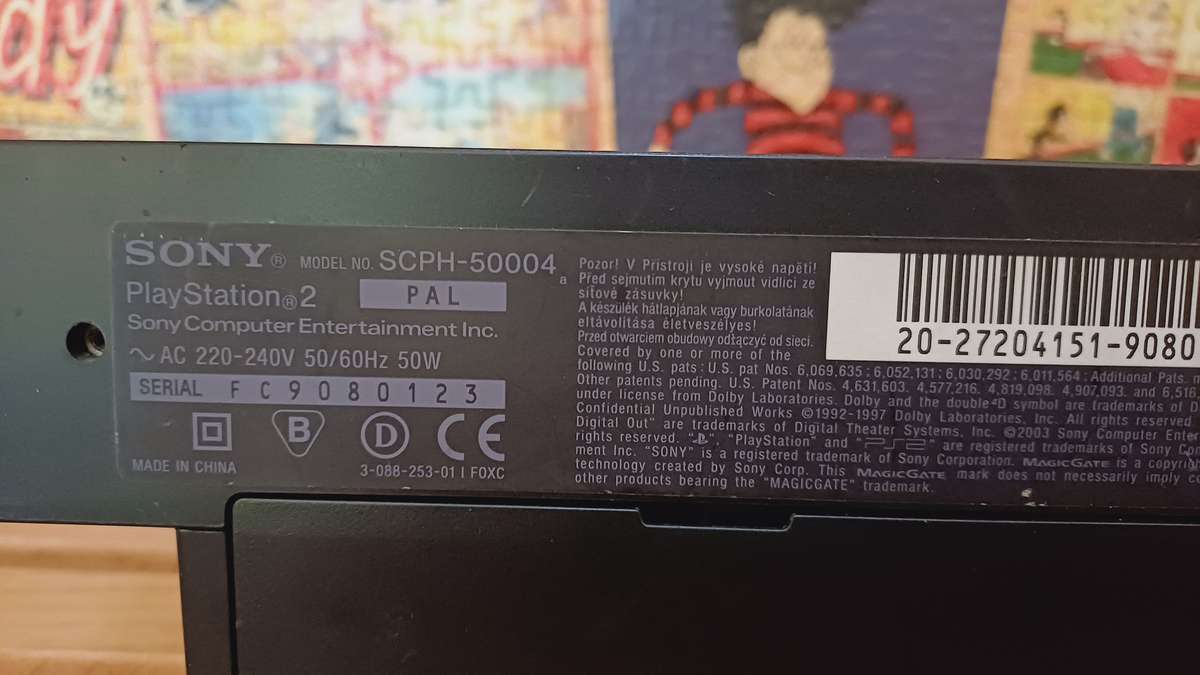 dy
SONY® MODEL NO. SCPH-50004 a
PlayStation®2 PAL
Sony Computer Entertainment Inc.
∼ AC 220-240V 50/60Hz 50W
SERIAL FC9080123
B D CE
MADE IN CHINA 3-088-253-01 I FOXC
Pozor! V Pristroji je vysoké napětí!
Před sejmutím krytu vyjmout vidlici ze
síťové zásuvky!
A készülék hátlapjának vagy burkolatának
eltávolítása életveszélyes!
Przed otwarciem obudowy odłączyć od sieci.
Covered by one or more of the
following U.S. pats : U.S. pat Nos. 6,069,635 ; 6,052,131 ; 6,030,292 ; 6,011,564 ; Additional Pats.
Other patents pending. U.S. Patent Nos. 4,631,603, 4,577,216, 4,819,098, 4,907,093, and 6,516
under license from Dolby Laboratories. Dolby and the double-D symbol are trademarks of D
Confidential Unpublished Works ©1992-1997 Dolby Laboratories, Inc. All rights reserved
Digital Out" are trademarks of Digital Theater Systems, Inc. ©2003 Sony Computer Ente
rights reserved. " ", "PlayStation" and "PS2" are registered trademarks of Sony Com
ment Inc. "SONY" is a registered trademark of Sony Corporation. MAGICGATE is a copyrig
technology created by Sony Corp. This MAGICGATE mark does not necessarily imply co
other products bearing the "MAGICGATE" trademark.
20-27204151-9080